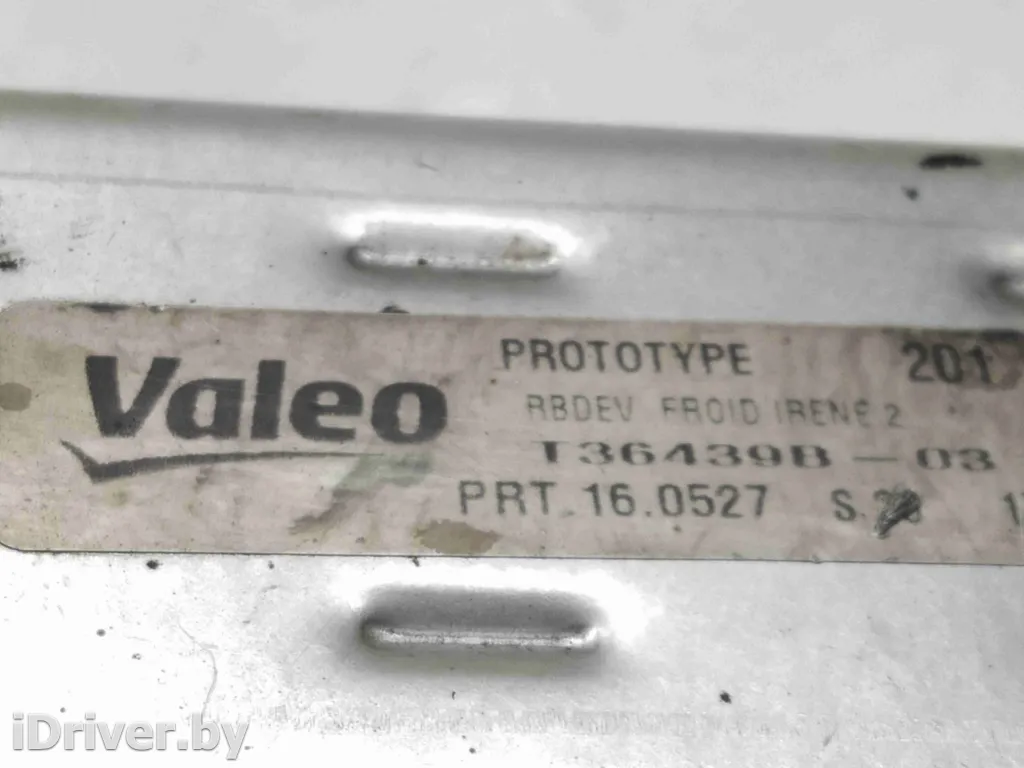 Valeo
PROTOTYPE 201
RBDEV FROID IRENE 2
T36439B - 03
PRT.16.0527 S.
iDriver.by